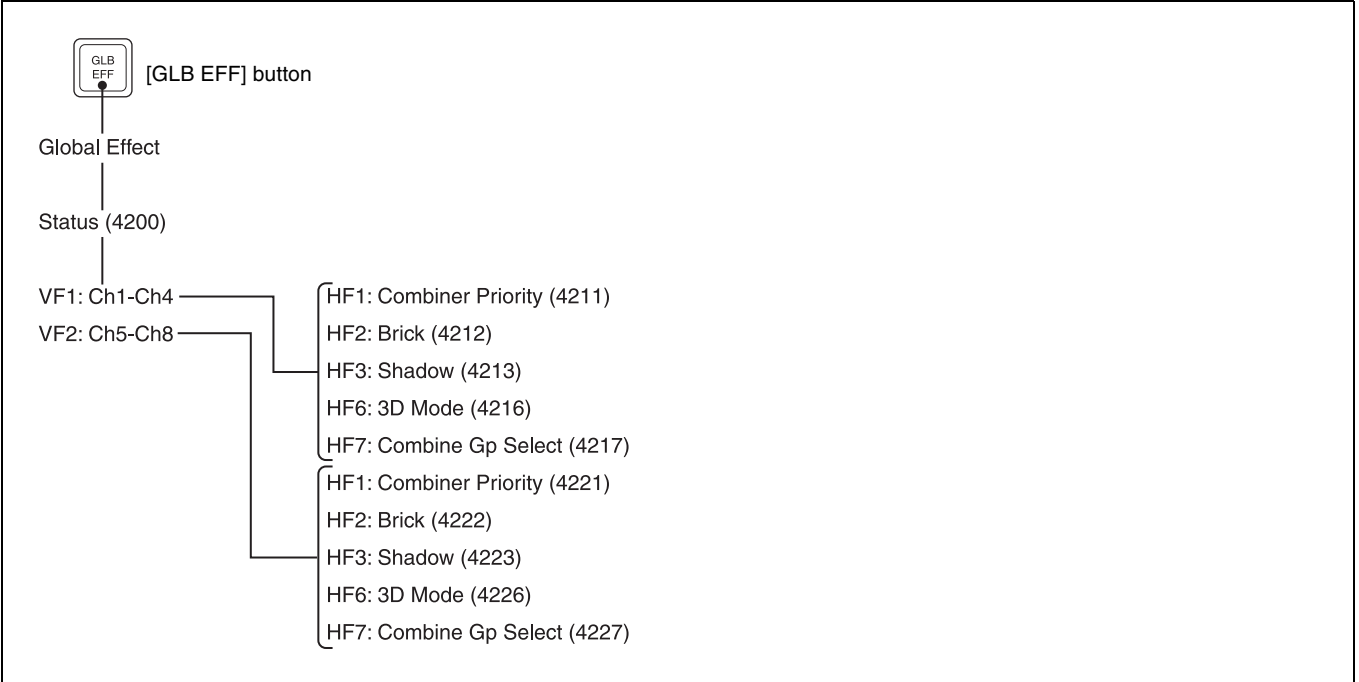 GLB
EFF
[GLB EFF] button
Global Effect
Status (4200)
VF1: Ch1-Ch4
VF2: Ch5-Ch8
HF1: Combiner Priority (4211)
HF2: Brick (4212)
HF3: Shadow (4213)
HF6: 3D Mode (4216)
HF7: Combine Gp Select (4217)
HF1: Combiner Priority (4221)
HF2: Brick (4222)
HF3: Shadow (4223)
HF6: 3D Mode (4226)
HF7: Combine Gp Select (4227)